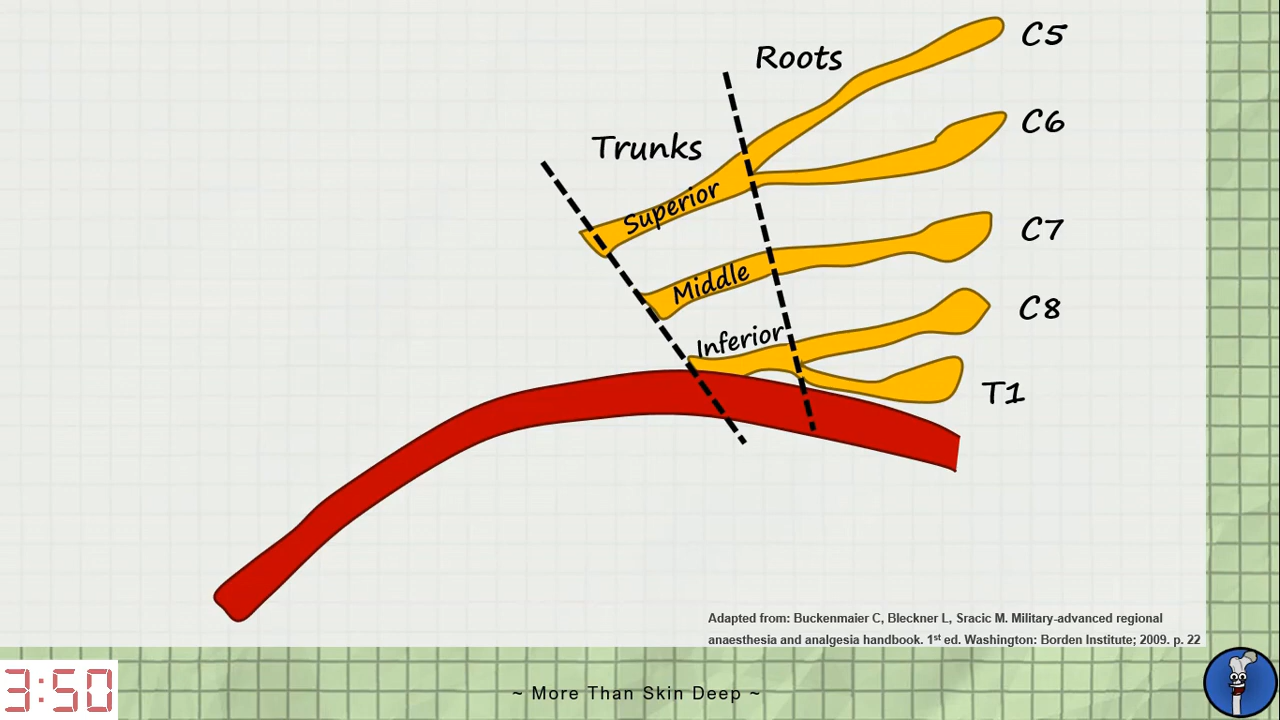 C5
Roots
C6
Trunks
Superior
C7
Middle
C8
Inferior
T1
Adapted from: Buckenmaier C, Bleckner L, Sracic M. Military-advanced regional
anaesthesia and analgesia handbook. 1st ed. Washington: Borden Institute; 2009. p. 22
3:50
~ More Than Skin Deep ~